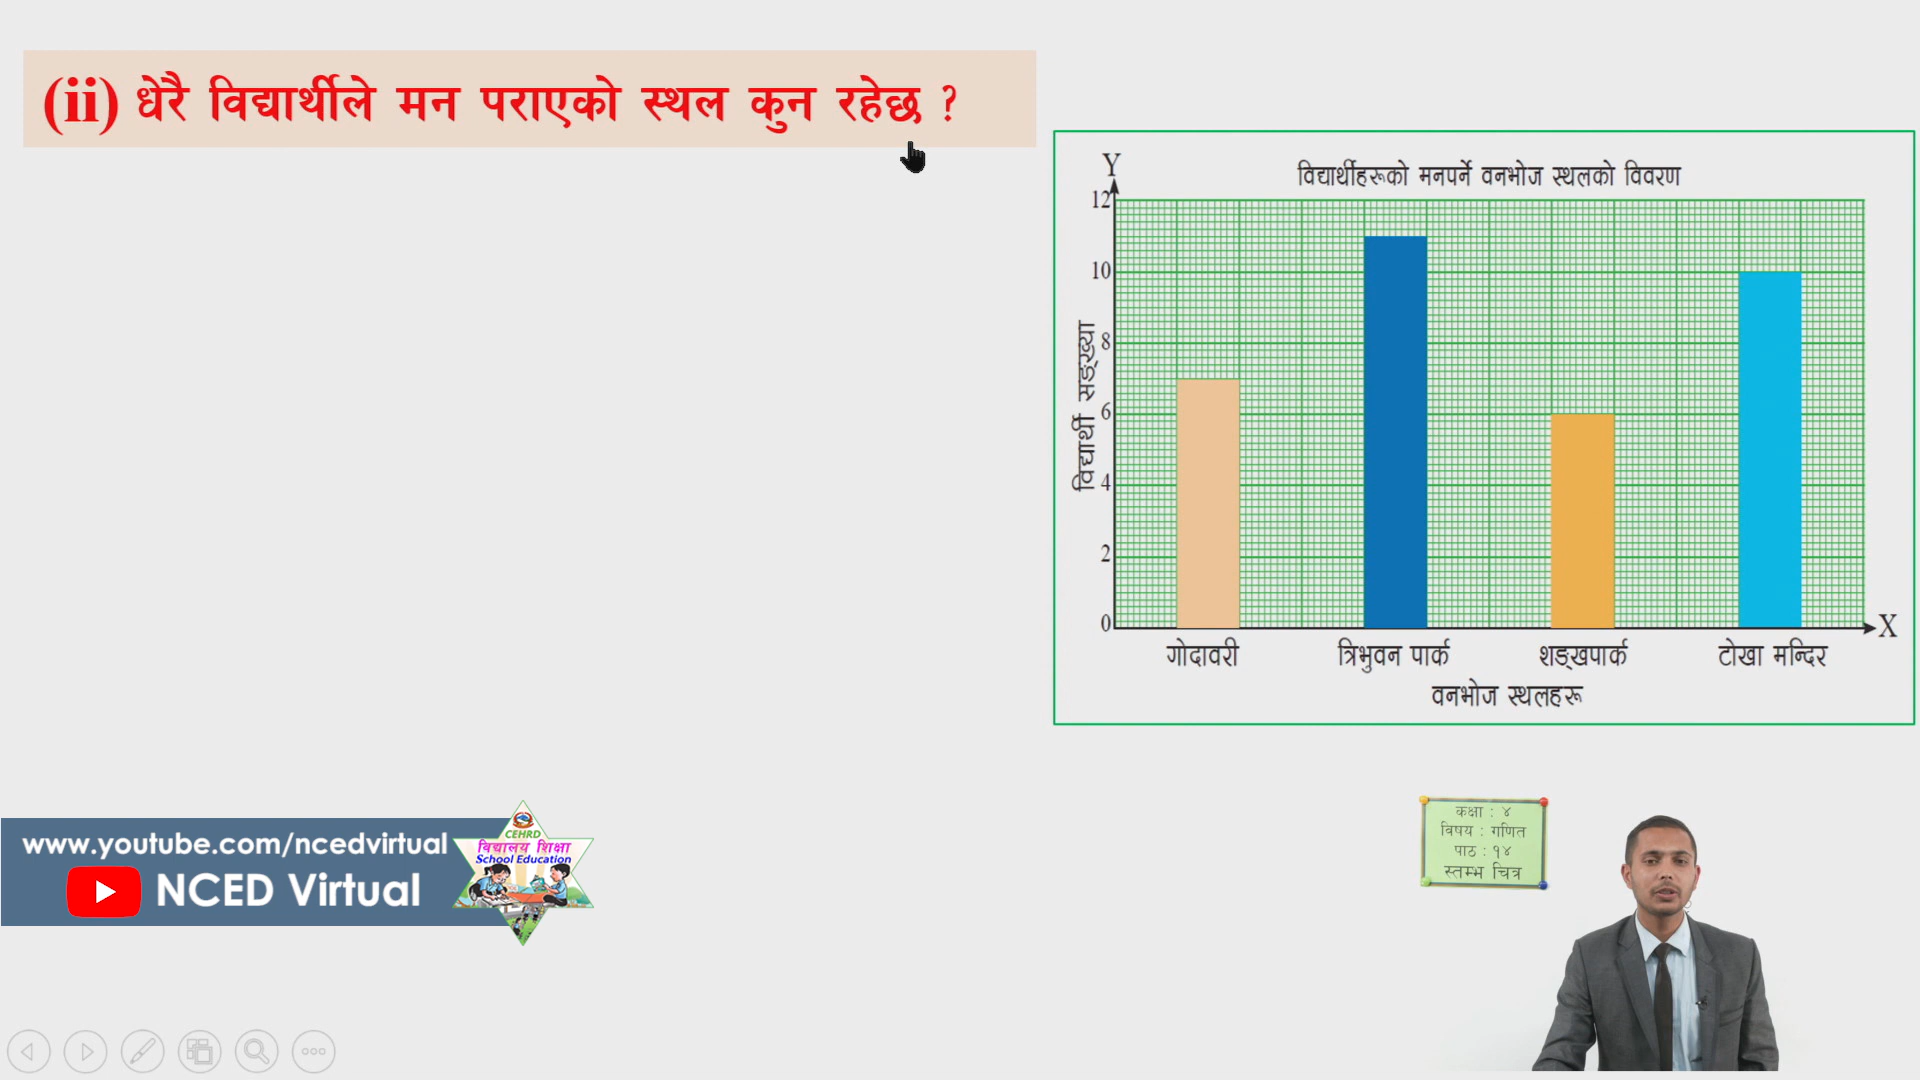 (ii) धेरै विद्यार्थीले मन पराएको स्थल कुन रहेछ ?
Y
विद्यार्थीहरूको मनपर्ने वनभोज स्थलको विवरण
12
10
8
6
4
2
0
विद्यार्थी सङ्ख्या
X
गोदावरी त्रिभुवन पार्क शङ्खपार्क टोखा मन्दिर
वनभोज स्थलहरू
www.youtube.com/ncedvirtual
NCED Virtual
CEHRD
विद्यालय शिक्षा
School Education
कक्षा : ४
विषय : गणित
पाठ : १४
स्तम्भ चित्र